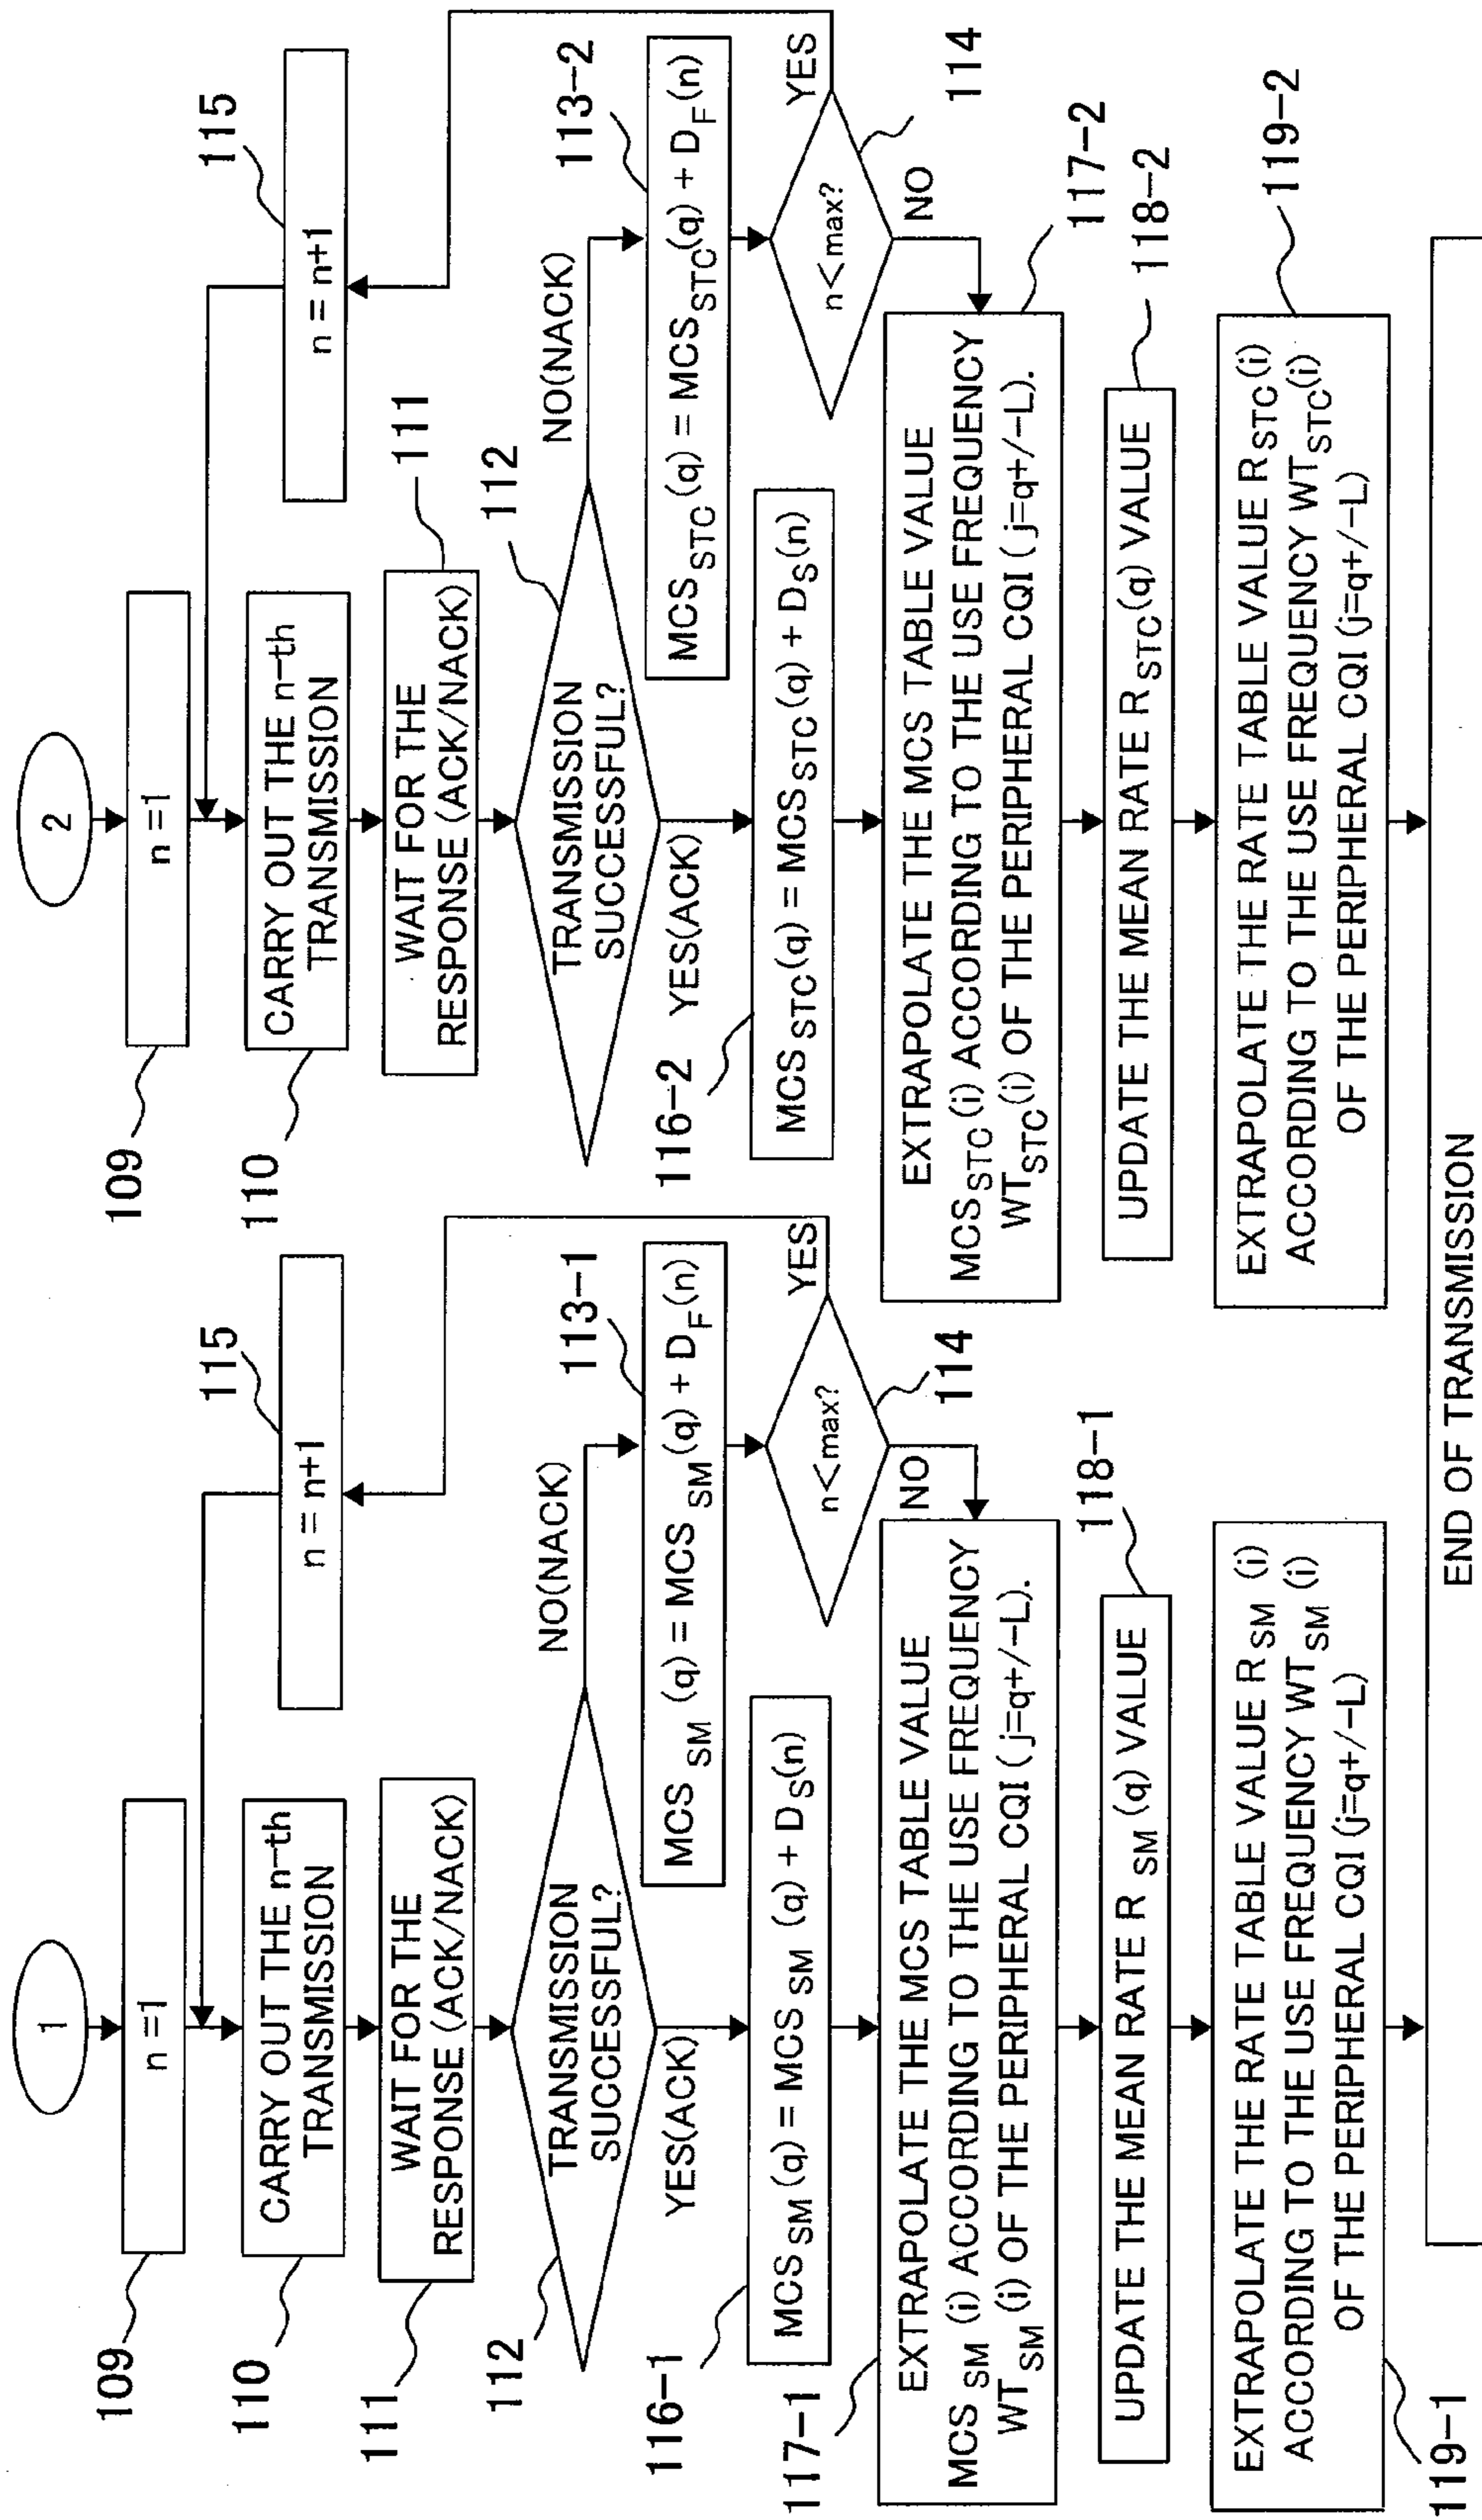 1
109
n=1
110
CARRY OUT THE n-th
TRANSMISSION
111
WAIT FOR THE
RESPONSE (ACK/NACK)
112
TRANSMISSION
SUCCESSFUL?
NO(NACK)
YES(ACK)
113-1
MCS SM (q) = MCS SM (q) + DF(n)
n<max?
114
YES
NO
115
n = n+1
116-1
MCS SM (q) = MCS SM (q) + DS(n)
117-1
EXTRAPOLATE THE MCS TABLE VALUE
MCS SM (i) ACCORDING TO THE USE FREQUENCY
WT SM (i) OF THE PERIPHERAL CQI (j=q+/-L).
118-1
UPDATE THE MEAN RATE R SM (q) VALUE
119-1
EXTRAPOLATE THE RATE TABLE VALUE R SM (i)
ACCORDING TO THE USE FREQUENCY WT SM (i)
OF THE PERIPHERAL CQI (j=q+/-L)
2
109
n=1
110
CARRY OUT THE n-th
TRANSMISSION
111
WAIT FOR THE
RESPONSE (ACK/NACK)
112
TRANSMISSION
SUCCESSFUL?
NO(NACK)
YES(ACK)
113-2
MCS STC (q) = MCS STC (q) + DF(n)
n<max?
114
YES
NO
115
n = n+1
116-2
MCS STC (q) = MCS STC (q) + DS(n)
117-2
EXTRAPOLATE THE MCS TABLE VALUE
MCS STC (i) ACCORDING TO THE USE FREQUENCY
WT STC (i) OF THE PERIPHERAL CQI (j=q+/-L).
118-2
UPDATE THE MEAN RATE R STC (q) VALUE
119-2
EXTRAPOLATE THE RATE TABLE VALUE R STC (i)
ACCORDING TO THE USE FREQUENCY WT STC (i)
OF THE PERIPHERAL CQI (j=q+/-L)
END OF TRANSMISSION